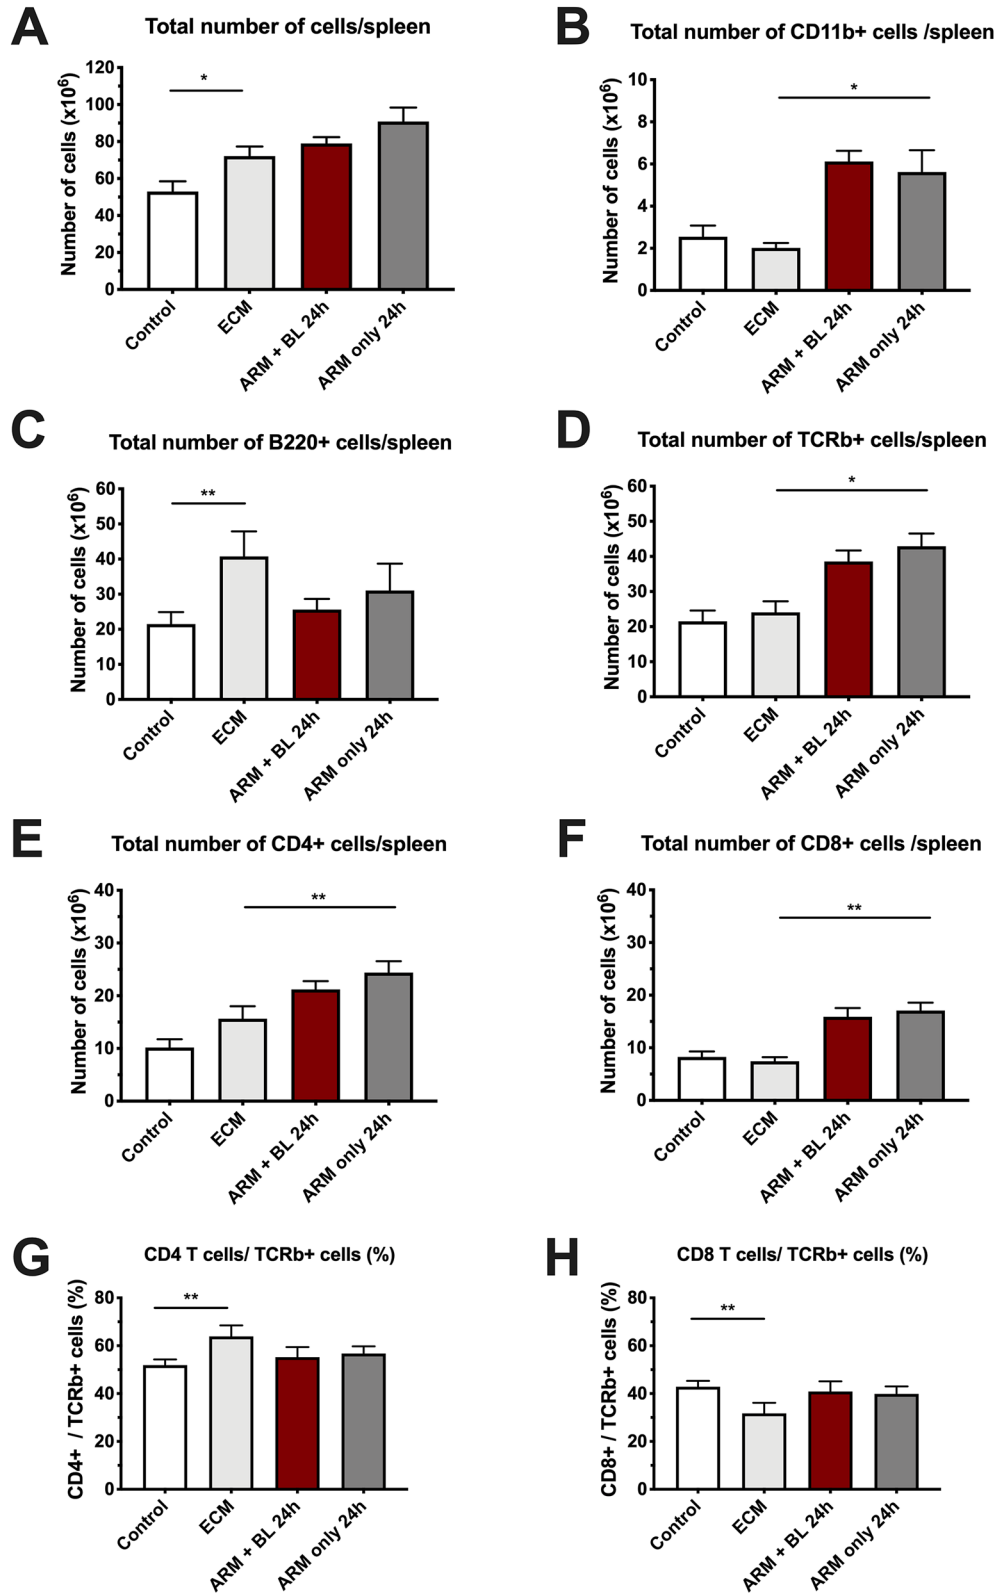 A
Total number of cells/spleen
Number of cells (x10⁶)
120
100
80
60
40
20
0
*
Control
ECM
ARM + BL 24h
ARM only 24h
B
Total number of CD11b+ cells /spleen
Number of cells (x10⁶)
10
8
6
4
2
0
*
Control
ECM
ARM + BL 24h
ARM only 24h
C
Total number of B220+ cells/spleen
Number of cells (x10⁶)
60
50
40
30
20
10
0
**
Control
ECM
ARM + BL 24h
ARM only 24h
D
Total number of TCRb+ cells/spleen
Number of cells (x10⁶)
60
50
40
30
20
10
0
*
Control
ECM
ARM + BL 24h
ARM only 24h
E
Total number of CD4+ cells/spleen
Number of cells (x10⁶)
40
30
20
10
0
**
Control
ECM
ARM + BL 24h
ARM only 24h
F
Total number of CD8+ cells /spleen
Number of cells (x10⁶)
40
30
20
10
0
**
Control
ECM
ARM + BL 24h
ARM only 24h
G
CD4 T cells/ TCRb+ cells (%)
CD4+ / TCRb+ cells (%)
80
60
40
20
0
**
Control
ECM
ARM + BL 24h
ARM only 24h
H
CD8 T cells/ TCRb+ cells (%)
CD8+ / TCRb+ cells (%)
80
60
40
20
0
**
Control
ECM
ARM + BL 24h
ARM only 24h